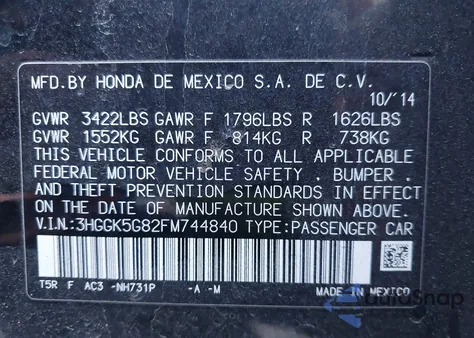 MFD.BY HONDA DE MEXICO S.A. DE C.V.
10/'14
GVWR 3422LBS GAWR F 1796LBS R 1626LBS
GVWR 1552KG GAWR F 814KG R 738KG
THIS VEHICLE CONFORMS TO ALL APPLICABLE
FEDERAL MOTOR VEHICLE SAFETY . BUMPER .
AND THEFT PREVENTION STANDARDS IN EFFECT
ON THE DATE OF MANUFACTURE SHOWN ABOVE.
V.I.N:3HGGK5G82FM744840 TYPE:PASSENGER CAR
T5R F AC3 -NH731P -A -M MADE IN MEXICO
AutoSnap